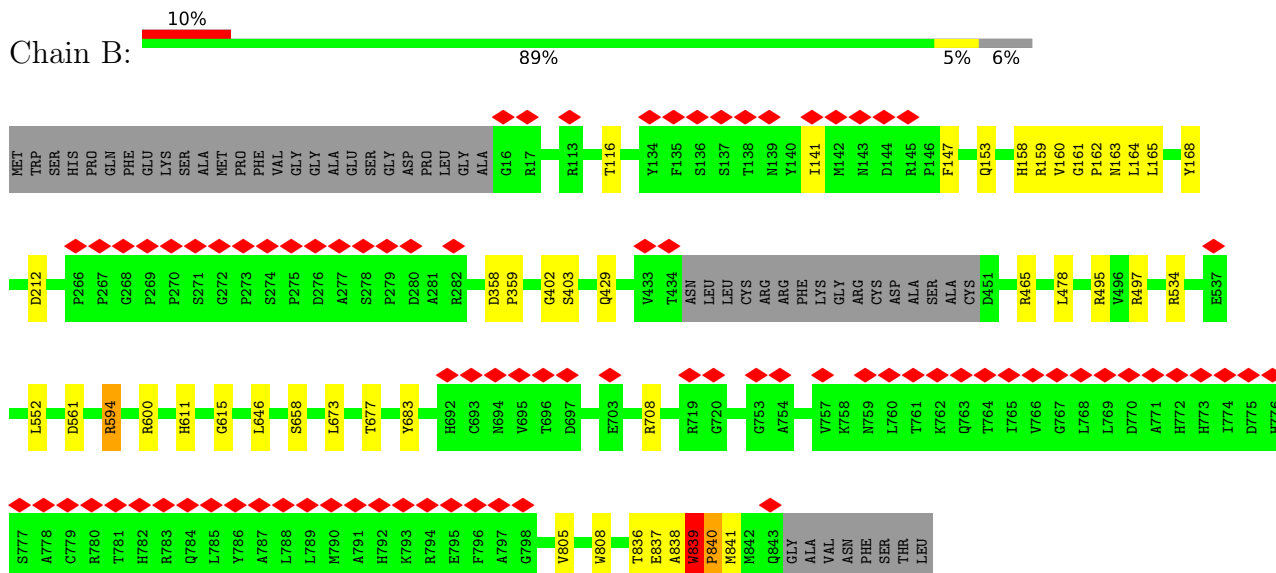 10%
Chain B:
89% 5% 6%
MET TRP SER HIS PRO GLN PHE GLU LYS SER ALA MET PRO PHE VAL GLY GLY ALA GLU SER GLY ASP PRO LEU GLY ALA G16 R17 R113 T116 Y134 F135 S136 S137 T138 N139 Y140 I141 M142 N143 D144 R145 P146 F147 Q153 H158 R159 V160 G161 P162 N163 L164 L165 Y168
D212 P266 P267 G268 P269 P270 S271 G272 P273 S274 P275 D276 A277 S278 P279 D280 A281 R282 D358 P359 G402 S403 Q429 V433 T434 ASN LEU LEU CYS ARG ARG PHE LYS GLY ARG CYS ASP ALA SER ALA CYS D451 R465 L478 R495 V496 R497 R534 E537
L552 D561 R594 R600 H611 G615 L646 S658 L673 T677 Y683 H692 C693 N694 V695 T696 D697 E703 R708 R719 G720 G753 A754 V757 K758 N759 L760 T761 K762 Q763 T764 I765 V766 G767 L768 L769 D770 A771 H772 H773 I774 D775 H776
S777 A778 C779 R780 T781 H782 R783 Q784 L785 Y786 A787 L788 L789 M790 A791 H792 K793 R794 E795 F796 A797 G798 V805 W808 T836 E837 A838 W839 P840 M841 M842 Q843 GLY ALA VAL ASN PHE SER THR LEU